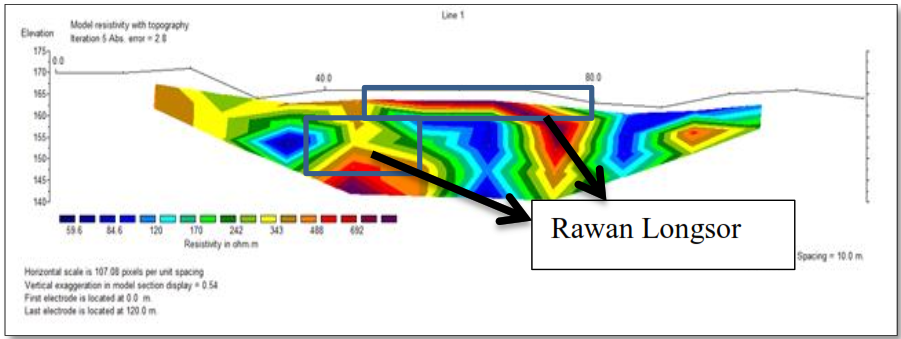 Line 1
Model resistivity with topography
Elevation
Iteration 5 Abs. error = 2.8
175
0.0
170
165
160
155
150
145
140
40.0
80.0
59.6 84.6 120 170 242 343 488 692
Resistivity in ohm.m
Rawan Longsor
Spacing = 10.0 m.
Horizontal scale is 107.08 pixels per unit spacing
Vertical exaggeration in model section display = 0.54
First electrode is located at 0.0 m.
Last electrode is located at 120.0 m.